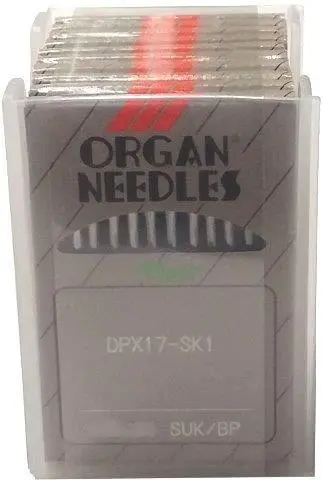 ORGAN
NEEDLES
DPX17-SK1
SUK/BP